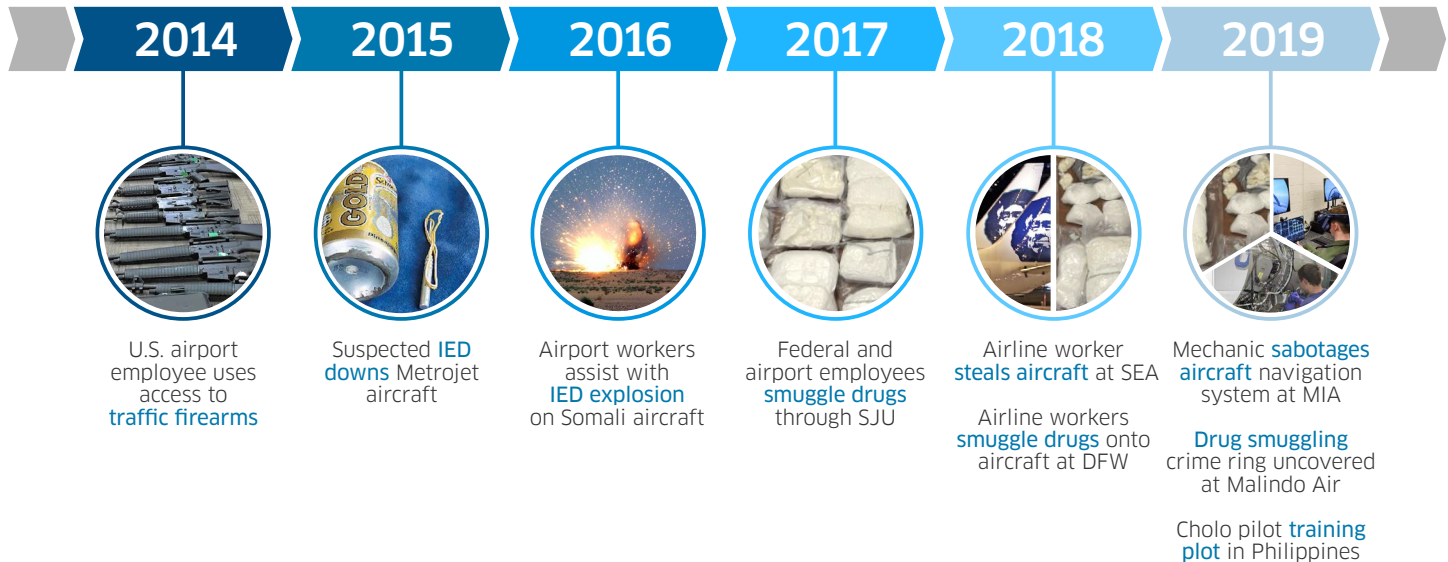 2014
2015
2016
2017
2018
2019
GOLD
U.S. airport
employee uses
access to
traffic firearms
Suspected IED
downs Metrojet
aircraft
Airport workers
assist with
IED explosion
on Somali aircraft
Federal and
airport employees
smuggle drugs
through SJU
Airline worker
steals aircraft at SEA
Airline workers
smuggle drugs onto
aircraft at DFW
Mechanic sabotages
aircraft navigation
system at MIA
Drug smuggling
crime ring uncovered
at Malindo Air
Cholo pilot training
plot in Philippines